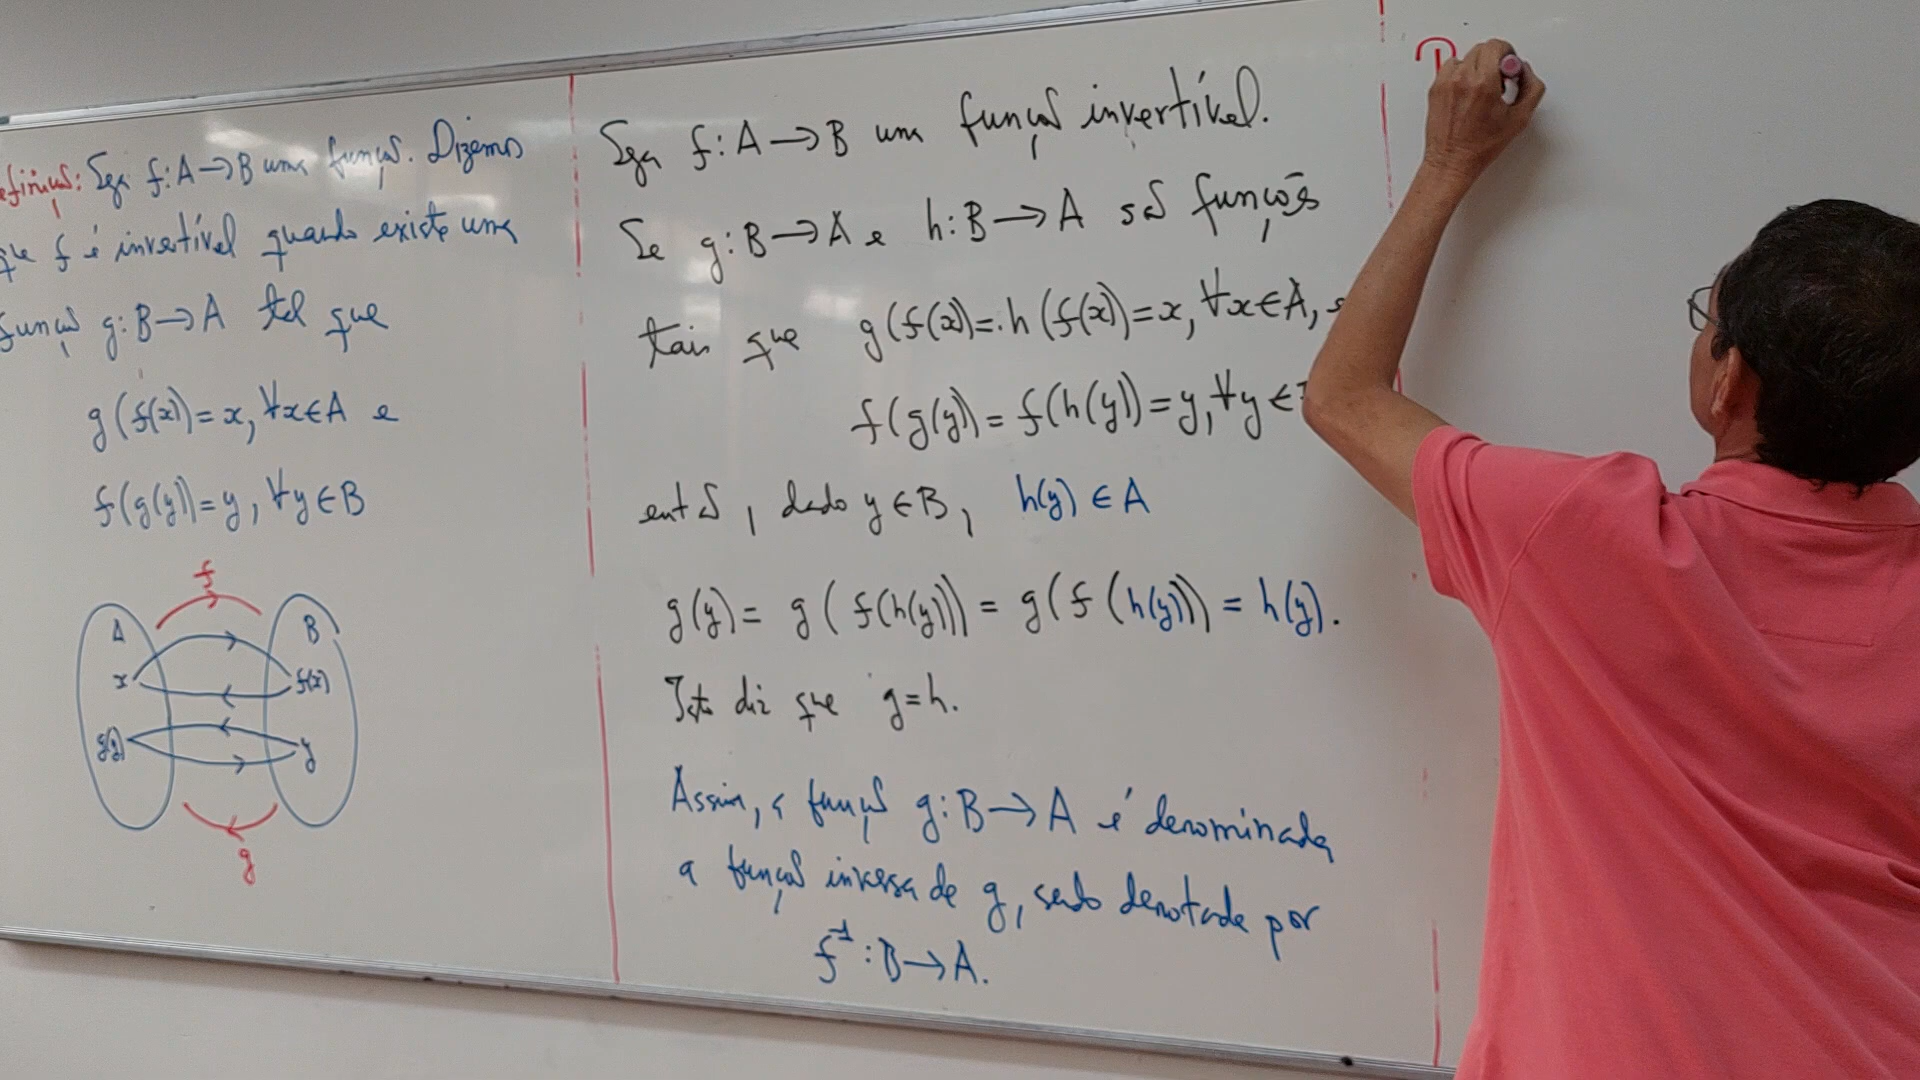 efinição: Seja f: A → B uma função. Dizemos
que f é invertível quando existe uma
função g: B → A tal que
g(f(x)) = x, ∀x ∈ A e
f(g(y)) = y, ∀y ∈ B
f
A B
x f(x)
g(y) y
g
Seja f: A → B uma função invertível.
Se g: B → A e h: B → A são funções
tais que g(f(x)) = h(f(x)) = x, ∀x ∈ A, e
f(g(y)) = f(h(y)) = y, ∀y ∈
então, dado y ∈ B, h(y) ∈ A
g(y) = g(f(h(y))) = g(f(h(y))) = h(y).
Isto diz que g = h.
Assim, a função g: B → A é denominada
a função inversa de g, sendo denotada por
f⁻¹: B → A.